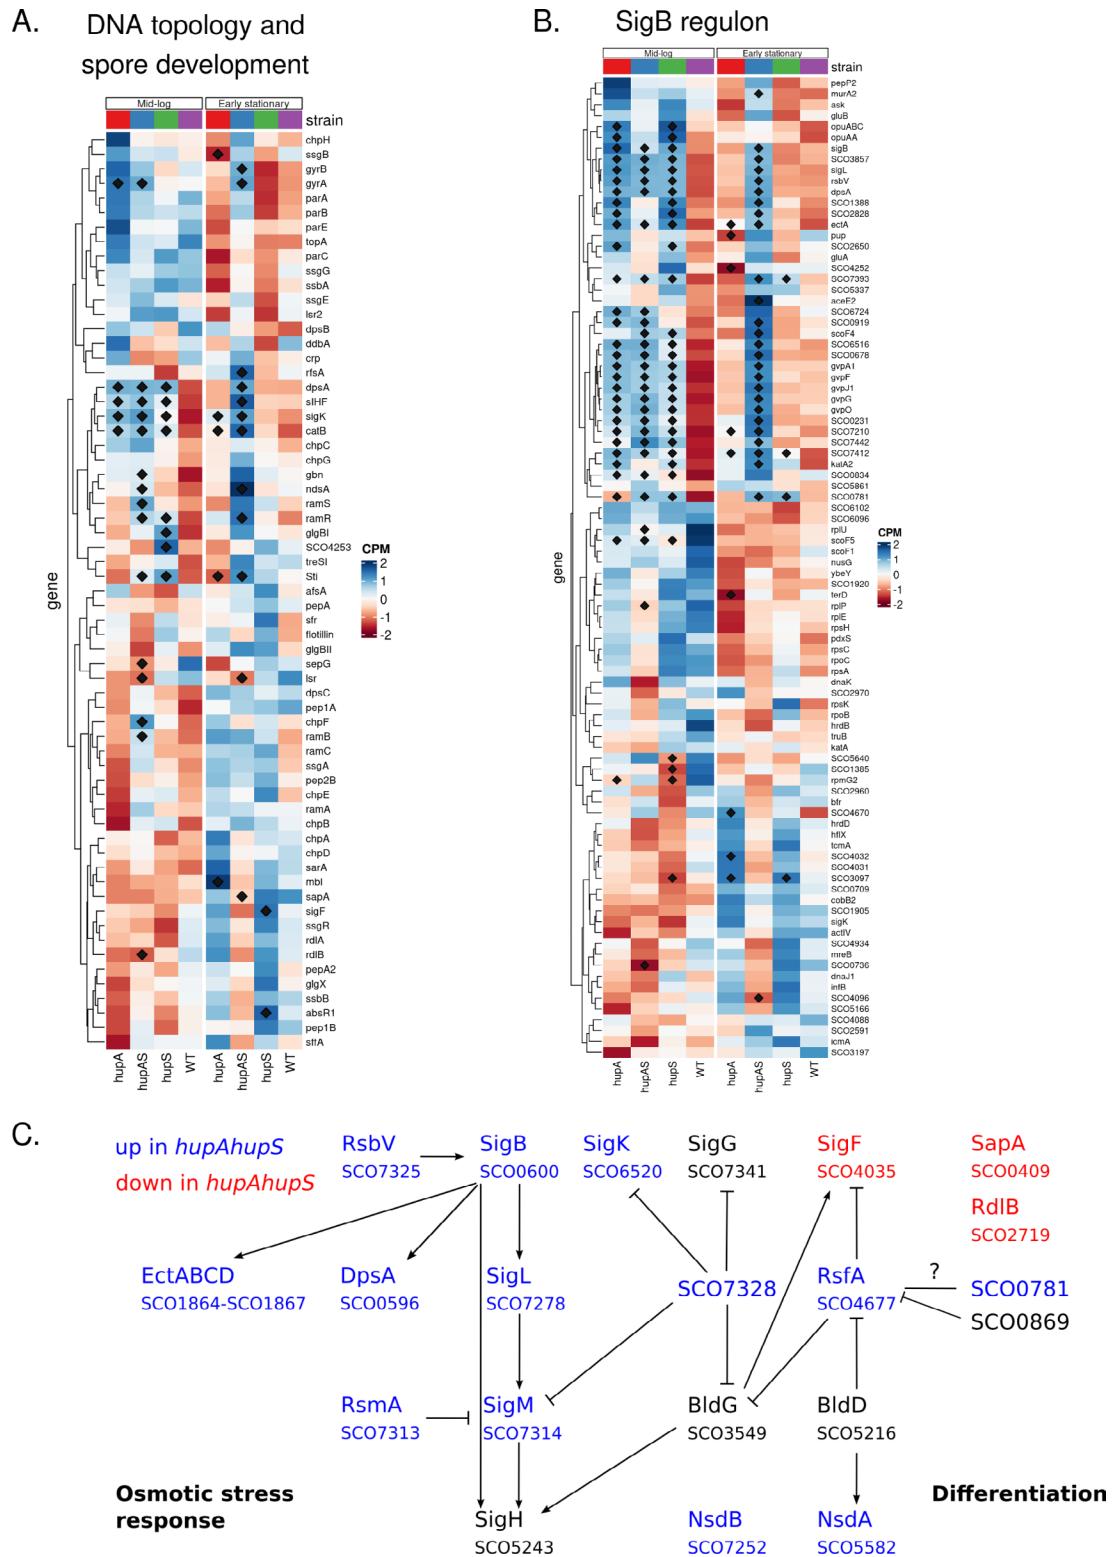 A.
DNA topology and
spore development
Mid-log
Early stationary
strain
chpH
ssgB
gyrB
gyrA
parA
parB
parE
topA
parC
ssgG
ssbA
ssgE
lsr2
dpsB
ddbA
crp
rfsA
dpsA
sIHF
sigK
catB
chpC
chpG
gbn
ndsA
ramS
ramR
glgBI
SCO4253
treSI
Sti
afsA
pepA
sfr
flotillin
glgBII
sepG
lsr
dpsC
pep1A
chpF
ramB
ramC
ssgA
pep2B
chpE
ramA
chpB
chpA
chpD
sarA
mbl
sapA
sigF
ssgR
rdlA
rdlB
pepA2
glgX
ssbB
absR1
pep1B
sffA
gene
CPM
2
1
0
-1
-2
hupA
hupAS
hupS
WT
hupA
hupAS
hupS
WT
B.
SigB regulon
Mid-log
Early stationary
strain
pepP2
murA2
ask
gluB
opuABC
opuAA
sigB
SCO3857
sigL
rsbV
dpsA
SCO1388
SCO2828
ectA
pup
SCO2650
gluA
SCO4252
SCO7393
SCO5337
aceE2
SCO6724
SCO0919
scoF4
SCO6516
SCO0678
gvpA1
gvpF
gvpJ1
gvpG
gvpO
SCO0231
SCO7210
SCO7442
SCO7412
katA2
SCO0834
SCO5861
SCO0781
SCO6102
SCO6096
rplU
scoF5
scoF1
nusG
ybeY
SCO1920
terD
rplP
rplE
rpsH
pdxS
rpsC
rpoC
rpsA
dnaK
SCO2970
rpsK
rpoB
hrdB
truB
katA
SCO5640
SCO1385
rpmG2
SCO2960
bfr
SCO4670
hrdD
hflX
tcmA
SCO4032
SCO4031
SCO3097
SCO0709
cobB2
SCO1905
sigK
actIV
SCO4934
mreB
SCO0736
dnaJ1
infB
SCO4096
SCO5166
SCO4088
SCO2591
icmA
SCO3197
gene
CPM
2
1
0
-1
-2
hupA
hupAS
hupS
WT
hupA
hupAS
hupS
WT
C.
up in hupAhupS
down in hupAhupS
RsbV
SCO7325
SigB
SCO0600
SigK
SCO6520
SigG
SCO7341
SigF
SCO4035
SapA
SCO0409
RdlB
SCO2719
EctABCD
SCO1864-SCO1867
DpsA
SCO0596
SigL
SCO7278
SCO7328
RsfA
SCO4677
?
SCO0781
SCO0869
RsmA
SCO7313
SigM
SCO7314
BldG
SCO3549
BldD
SCO5216
Osmotic stress
response
SigH
SCO5243
NsdB
SCO7252
NsdA
SCO5582
Differentiation